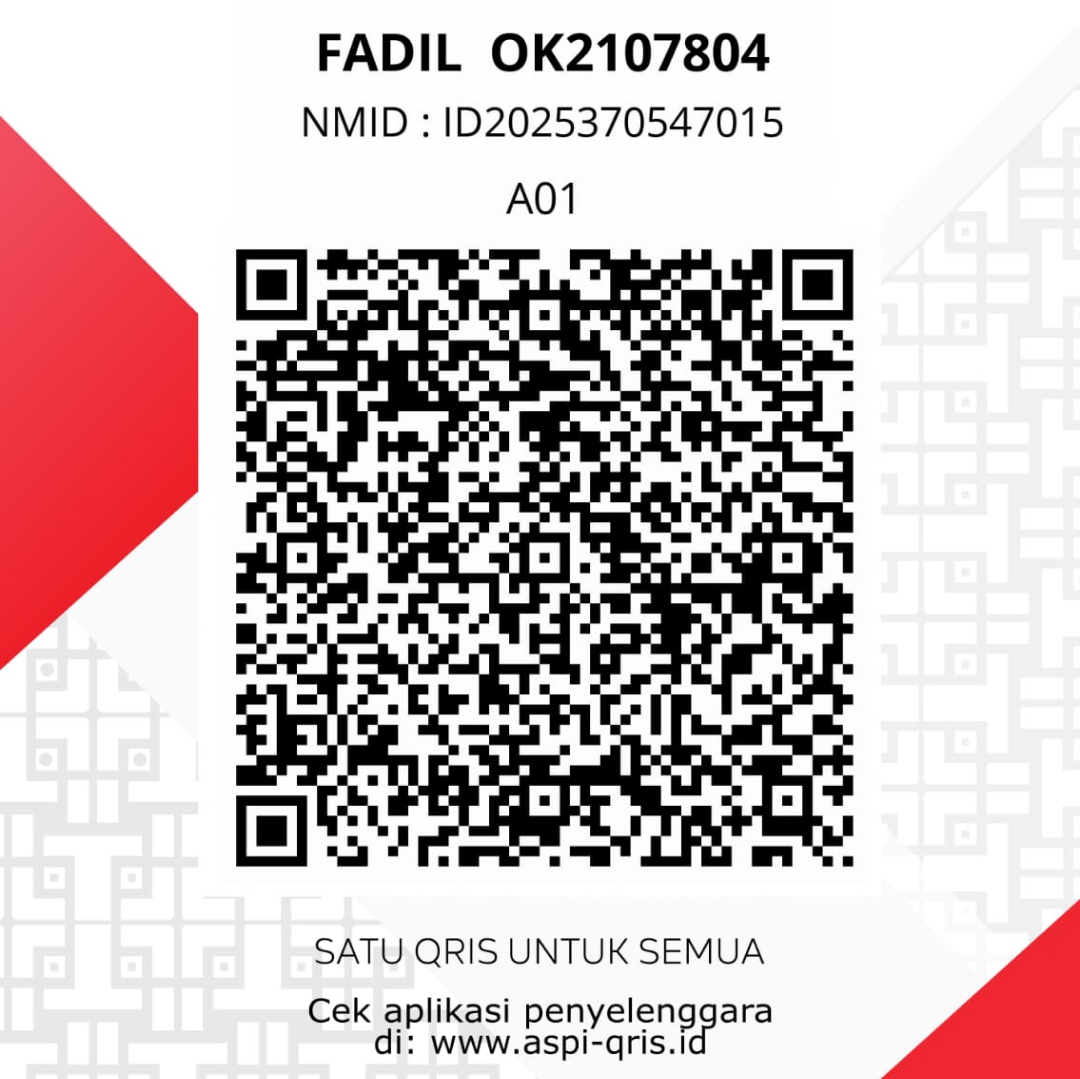 FADIL OK2107804
NMID : ID2025370547015
A01
SATU QRIS UNTUK SEMUA
Cek aplikasi penyelenggara
di: www.aspi-qris.id